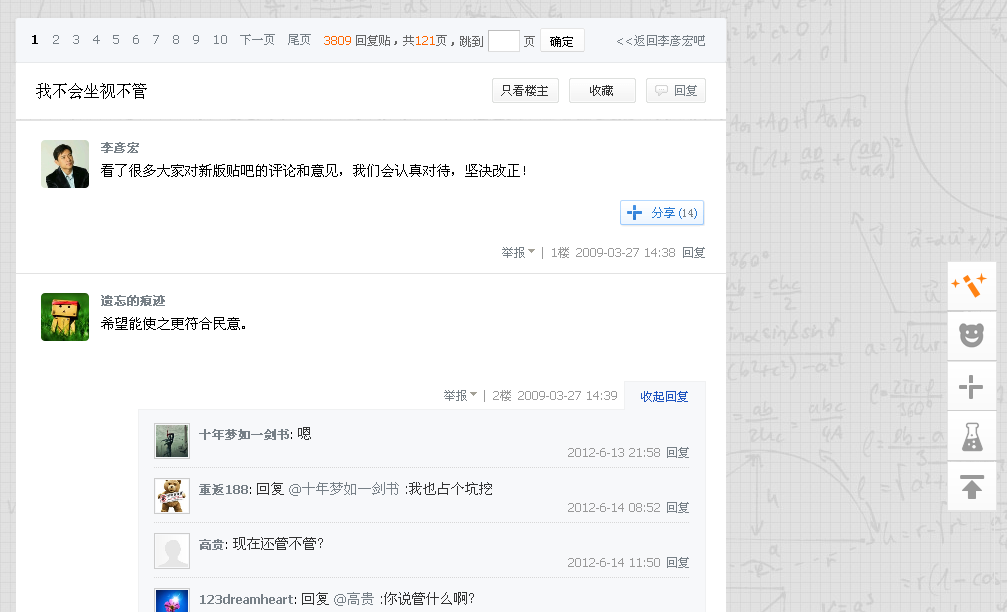 1 2 3 4 5 6 7 8 9 10 下一页 尾页 3809 回复贴，共121页，跳到 页 确定 <<返回李彦宏吧
我不会坐视不管 只看楼主 收藏 回复
李彦宏
看了很多大家对新版贴吧的评论和意见，我们会认真对待，坚决改正！
分享(14)
举报 | 1楼 2009-03-27 14:38 回复
遗忘的痕迹
希望能使之更符合民意。
举报 | 2楼 2009-03-27 14:39 收起回复
十年梦如一剑书: 嗯
2012-6-13 21:58 回复
重返188: 回复 @十年梦如一剑书 :我也占个坑挖
2012-6-14 08:52 回复
高贵: 现在还管不管？
2012-6-14 11:50 回复
123dreamheart: 回复 @高贵 :你说管什么啊?